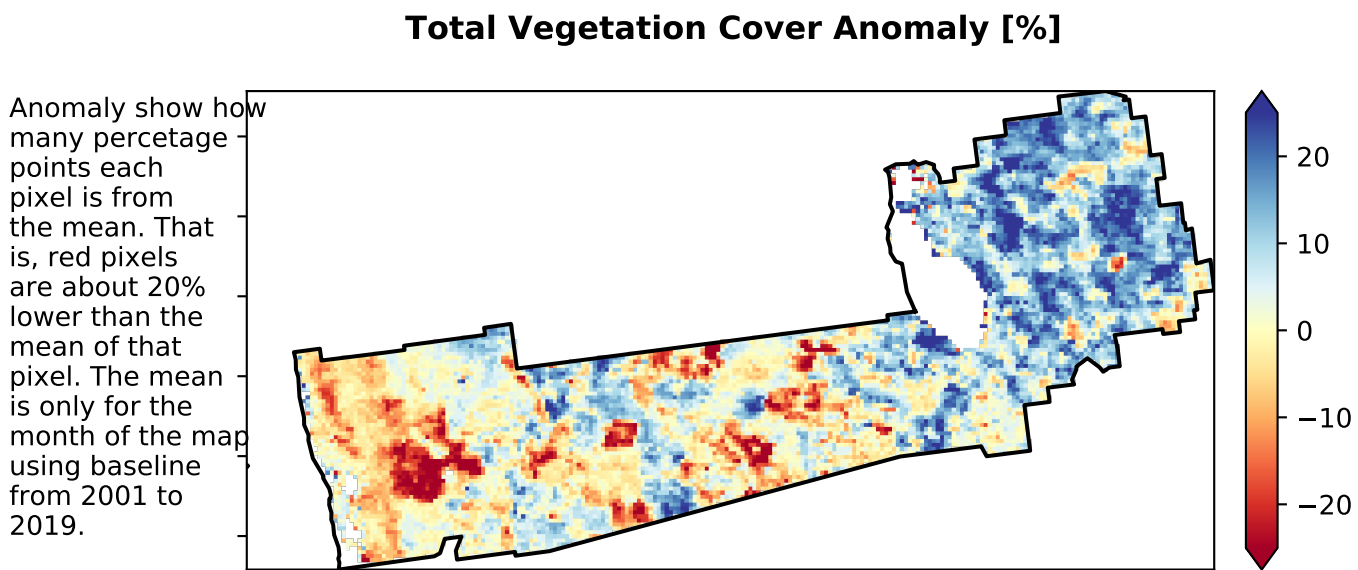 Total Vegetation Cover Anomaly [%]
Anomaly show how
many percetage
points each
pixel is from
the mean. That
is, red pixels
are about 20%
lower than the
mean of that
pixel. The mean
is only for the
month of the map
using baseline
from 2001 to
2019.
20
10
0
−10
−20